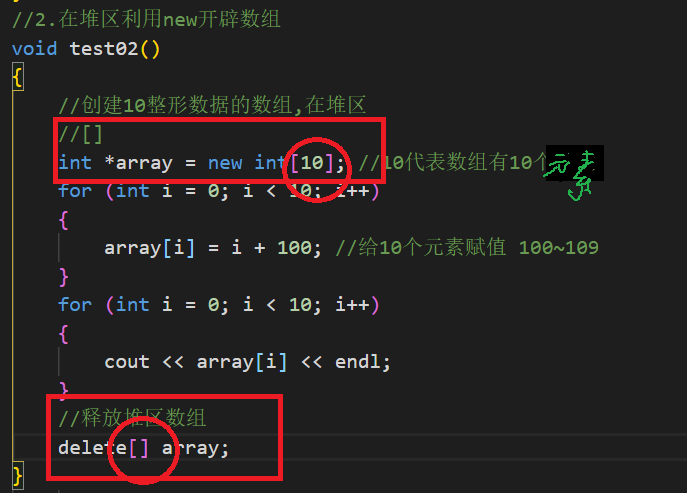 //2.在堆区利用new开辟数组
void test02()
{
//创建10整形数据的数组,在堆区
//[]
int *array = new int[10]; //10代表数组有10个元素
for (int i = 0; i < 10; i++)
{
array[i] = i + 100; //给10个元素赋值 100~109
}
for (int i = 0; i < 10; i++)
{
cout << array[i] << endl;
}
//释放堆区数组
delete[] array;
}